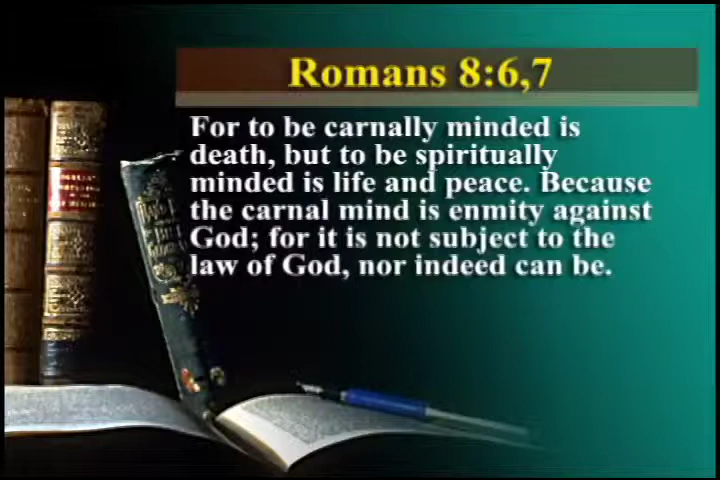 Romans 8:6,7
For to be carnally minded is
death, but to be spiritually
minded is life and peace. Because
the carnal mind is enmity against
God; for it is not subject to the
law of God, nor indeed can be.